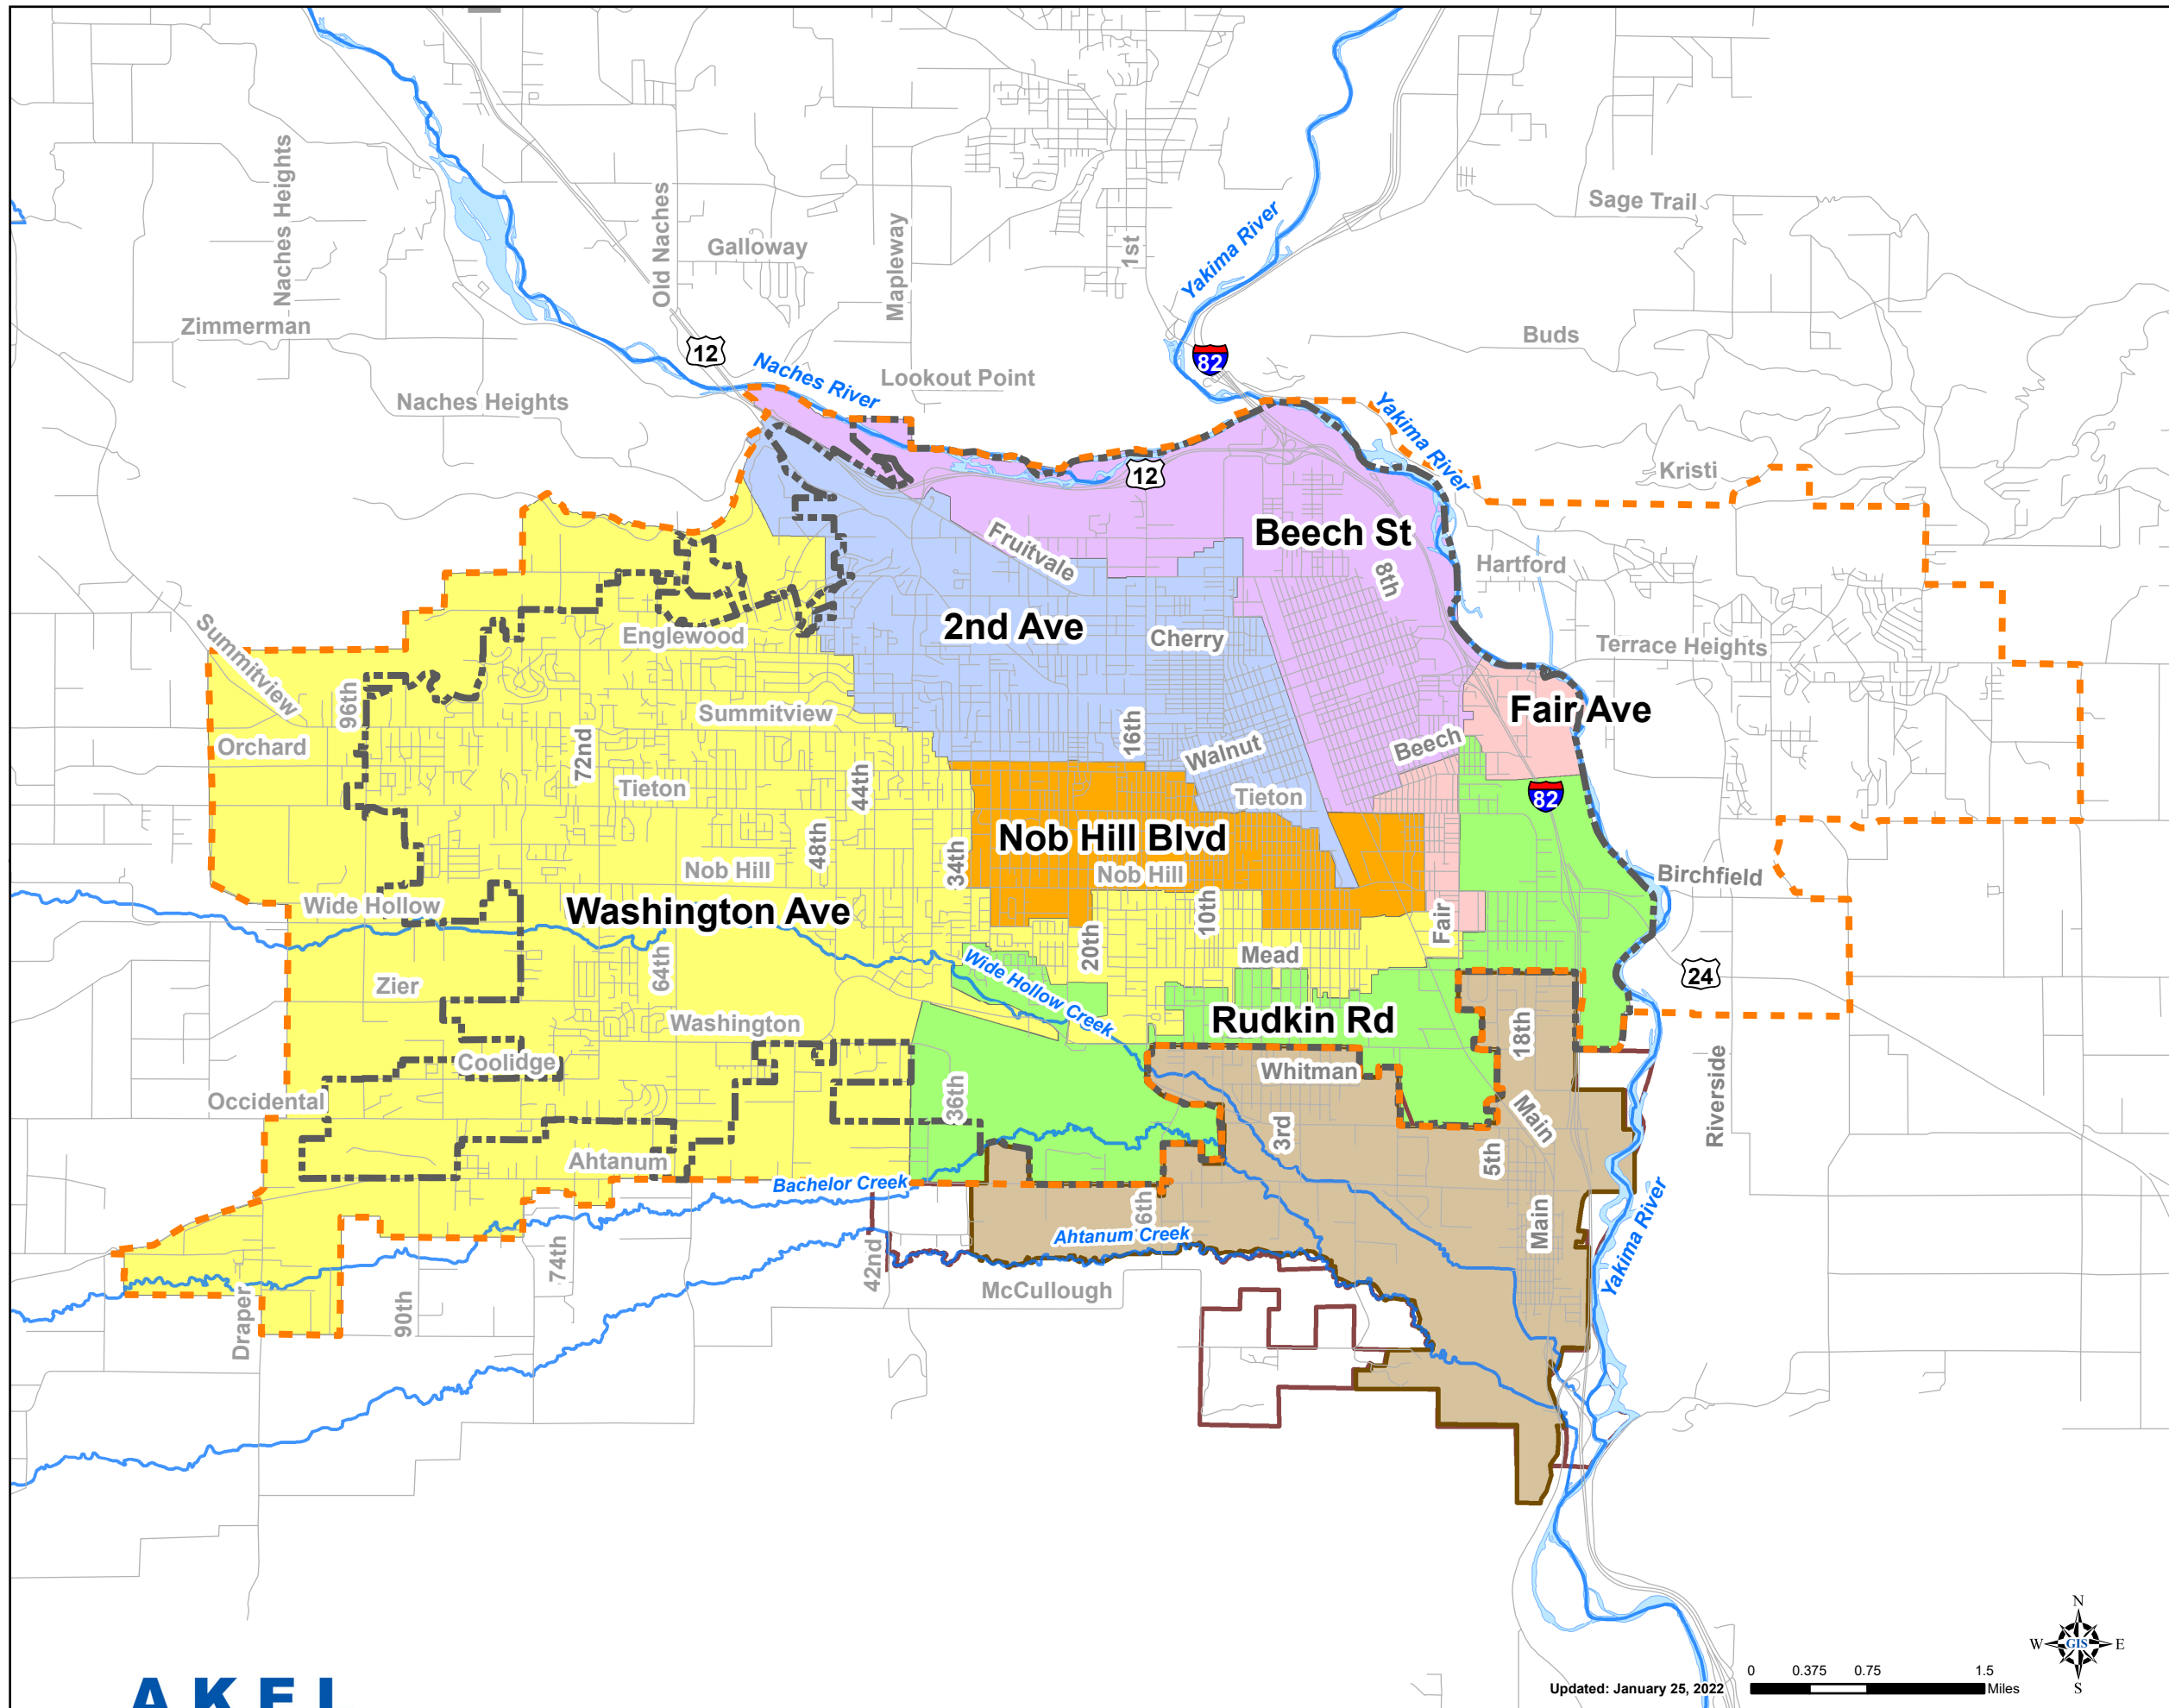 Naches Heights
Old Naches
Galloway
Mapleway
1st
Yakima River
Sage Trail
Zimmerman
12
Naches River
Lookout Point
82
Buds
Naches Heights
Yakima River
12
Kristi
Beech St
Fruitvale
8th
Hartford
Summitview
Englewood
2nd Ave
Cherry
Terrace Heights
96th
Summitview
Fair Ave
Orchard
72nd
16th
Walnut
Beech
Tieton
44th
Tieton
82
48th
Nob Hill Blvd
Nob Hill
34th
Nob Hill
Birchfield
Wide Hollow
Washington Ave
10th
Fair
20th
Mead
64th
Wide Hollow Creek
Zier
24
Washington
Rudkin Rd
18th
Coolidge
Whitman
Occidental
36th
3rd
Main
Riverside
5th
Ahtanum
Bachelor Creek
6th
Main
Yakima River
Ahtanum Creek
74th
42nd
McCullough
Draper
90th
N
W
GIS
E
S
0 0.375 0.75 1.5
Updated: January 25, 2022
Miles
AKEL